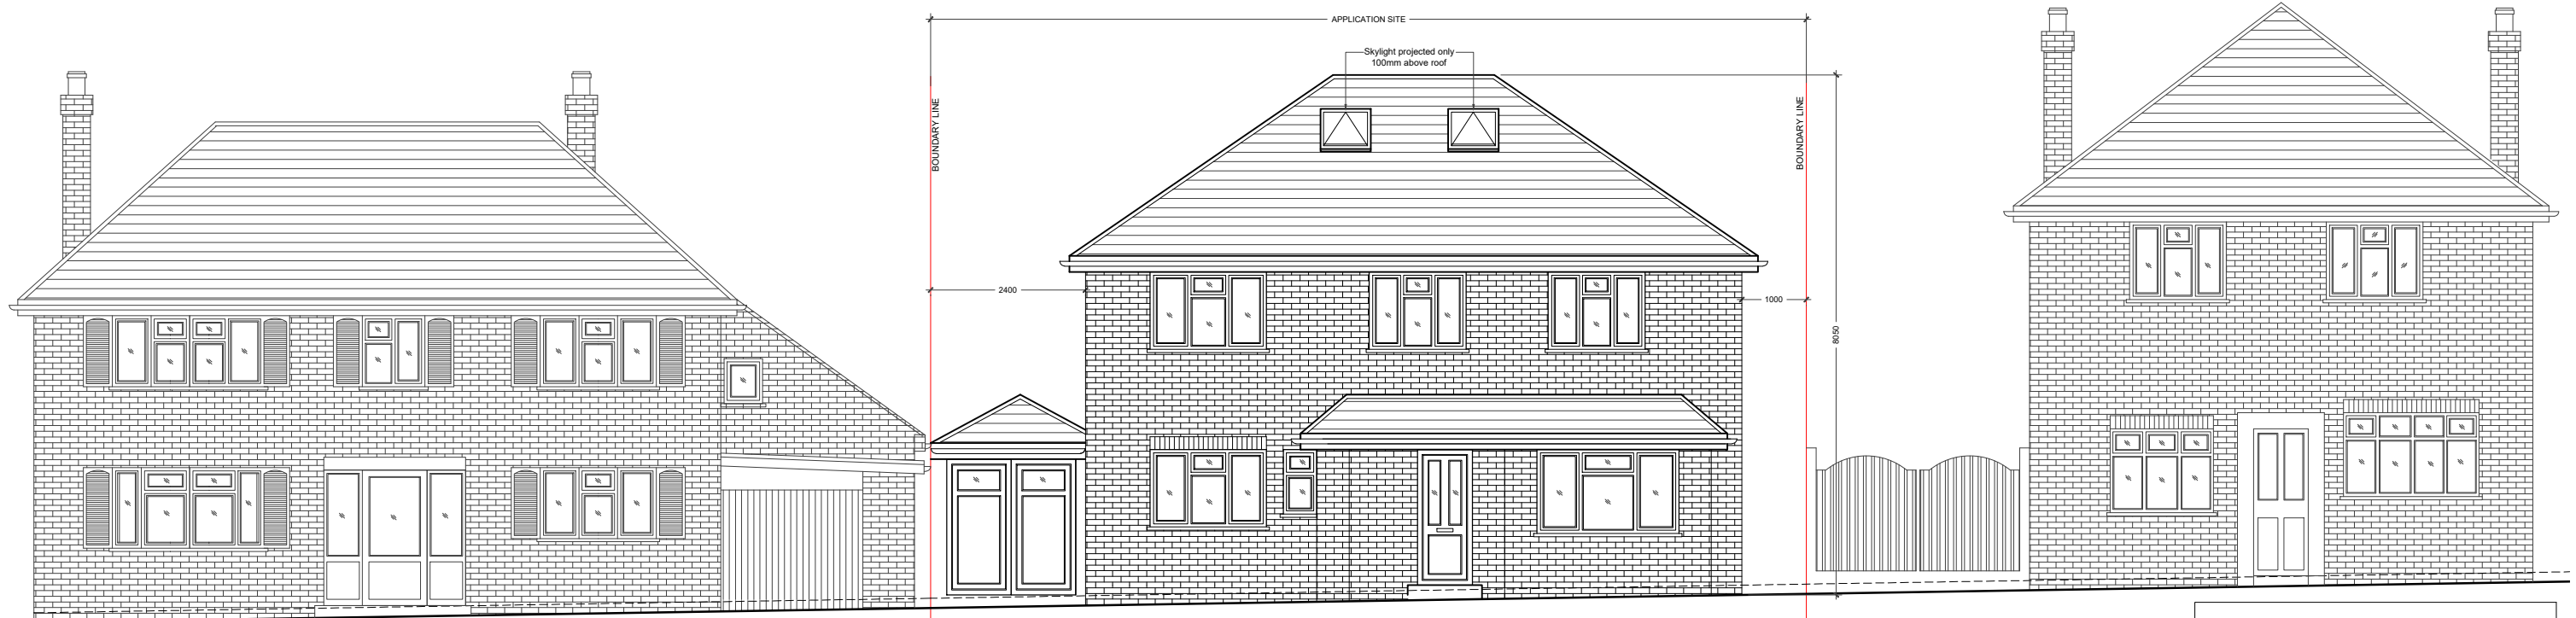 APPLICATION SITE
Skylight projected only
100mm above roof
BOUNDARY LINE
BOUNDARY LINE
2400
1000
8050